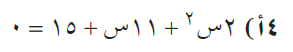 ٤أ) ٢س٢ + ١١س + ١٥ = ٠